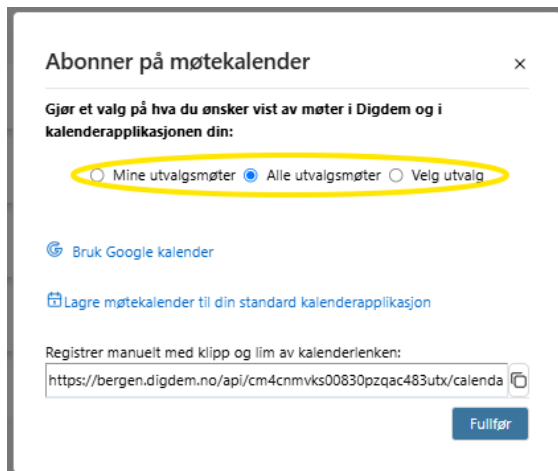 Abonner på møtekalender
Gjør et valg på hva du ønsker vist av møter i Digdem og i
kalenderapplikasjonen din:
Mine utvalgsmøter Alle utvalgsmøter Velg utvalg
Bruk Google kalender
Lagre møtekalender til din standard kalenderapplikasjon
Registrer manuelt med klipp og lim av kalenderlenken:
https://bergen.digdem.no/api/cm4cnmvks00830pzqac483utx/calenda
Fullfør